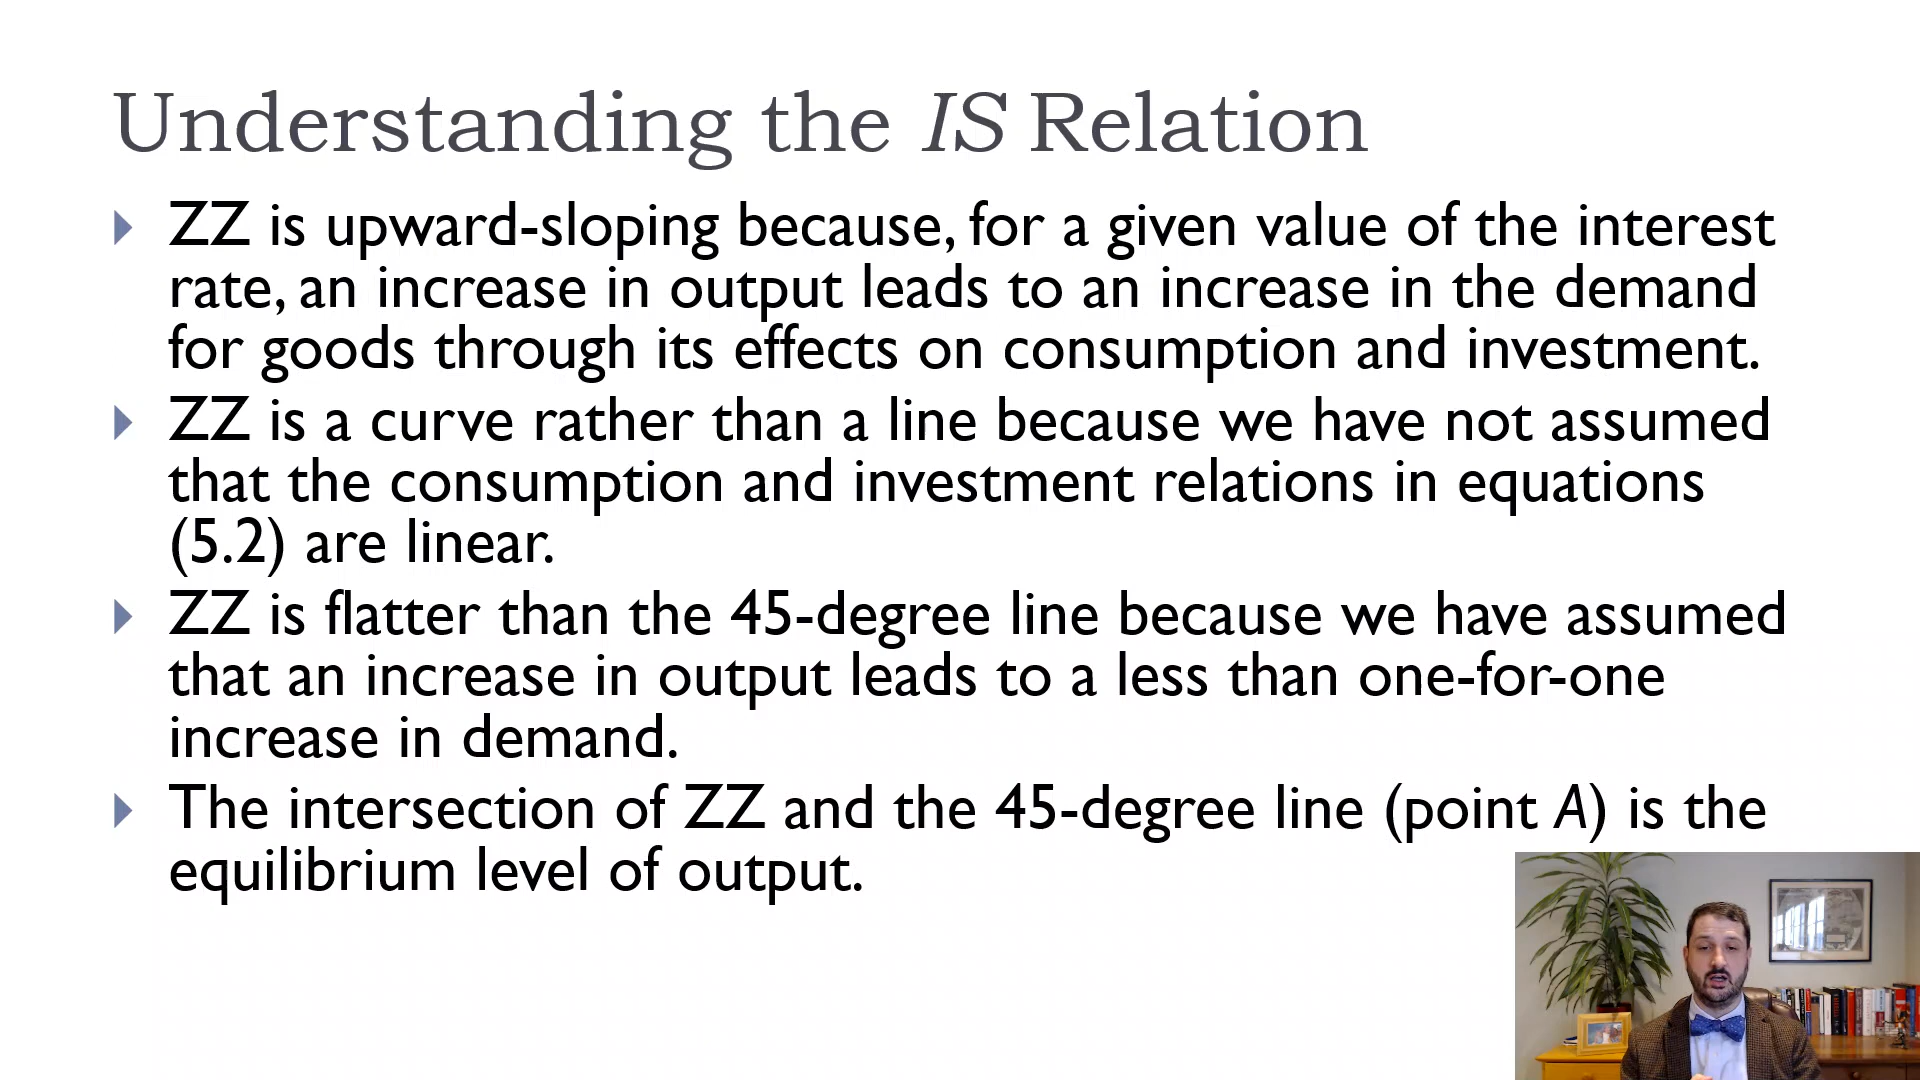 Understanding the IS Relation
ZZ is upward-sloping because, for a given value of the interest
rate, an increase in output leads to an increase in the demand
for goods through its effects on consumption and investment.
ZZ is a curve rather than a line because we have not assumed
that the consumption and investment relations in equations
(5.2) are linear.
ZZ is flatter than the 45-degree line because we have assumed
that an increase in output leads to a less than one-for-one
increase in demand.
The intersection of ZZ and the 45-degree line (point A) is the
equilibrium level of output.